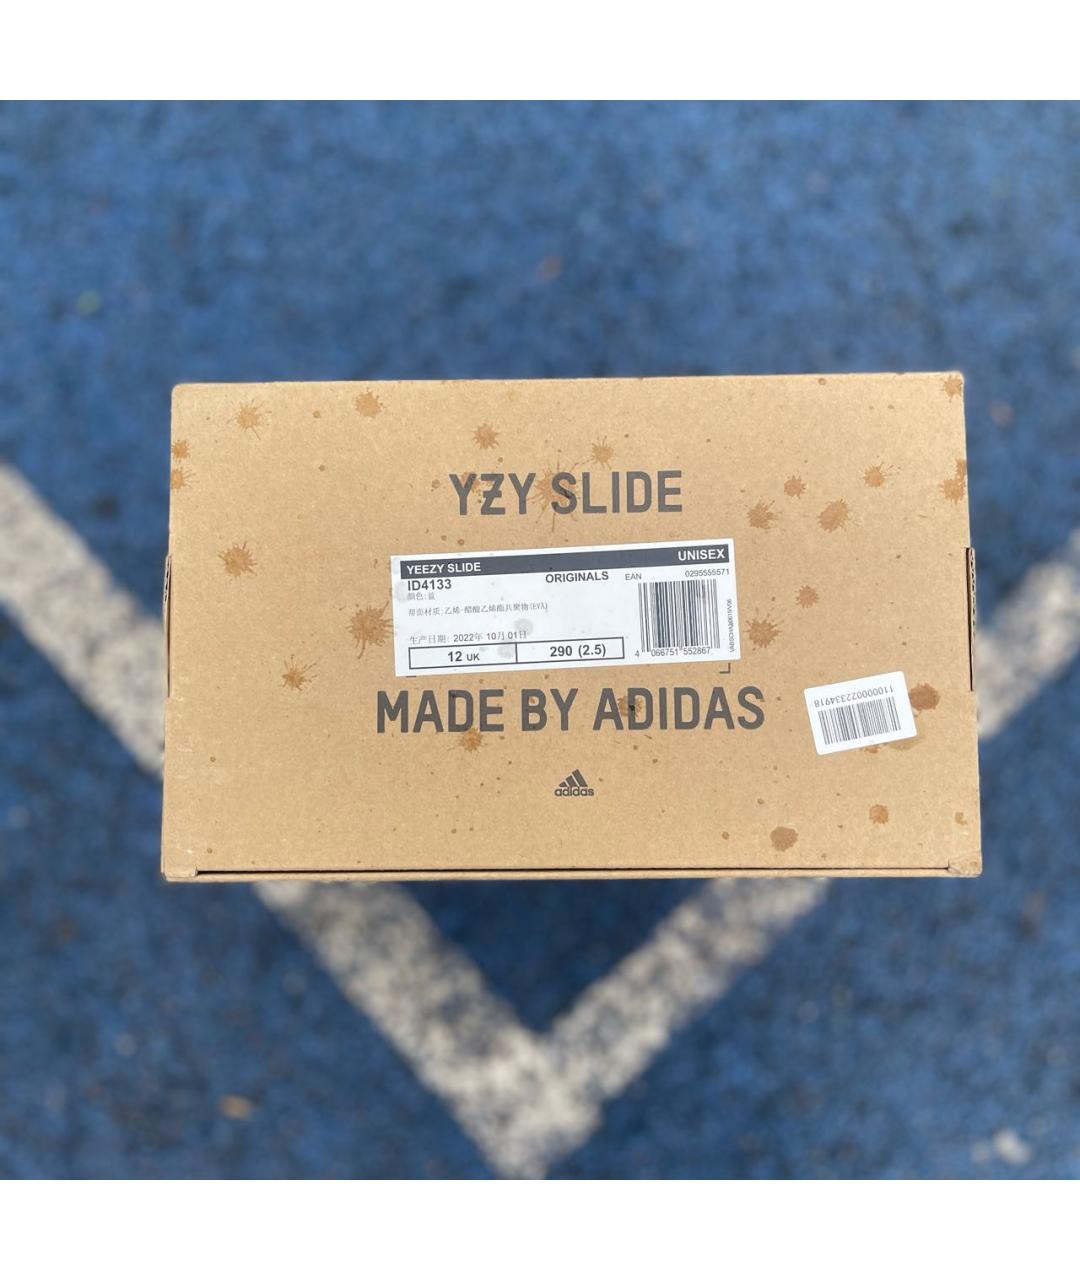 YZY SLIDE
YEEZY SLIDE UNISEX
ID4133 ORIGINALS EAN 0295555571
颜色:蓝
帮面材质:乙烯-醋酸乙烯酯共聚物(EVA)
生产日期: 2022年 10月 01日
12 UK 290 (2.5)
4 066751 552867
MADE BY ADIDAS
1100000022334918
adidas